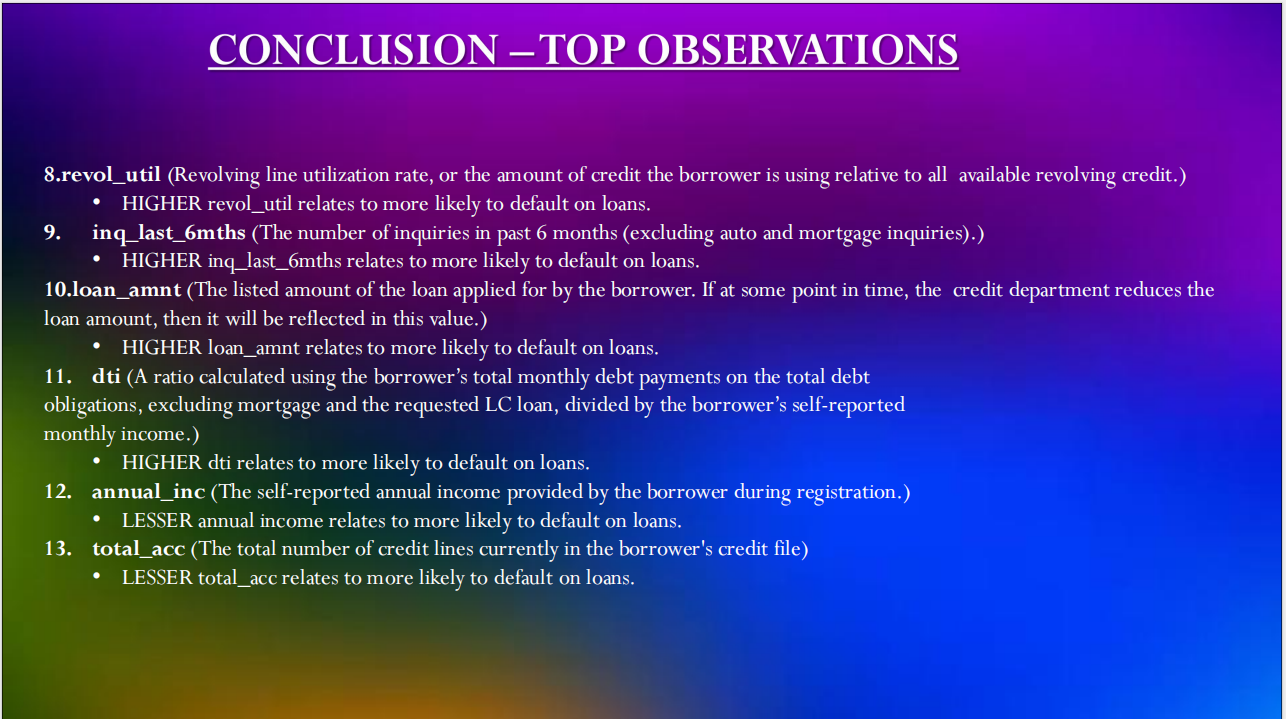 CONCLUSION – TOP OBSERVATIONS
8.revol_util (Revolving line utilization rate, or the amount of credit the borrower is using relative to all  available revolving credit.)
• HIGHER revol_util relates to more likely to default on loans.
9. inq_last_6mths (The number of inquiries in past 6 months (excluding auto and mortgage inquiries).)
• HIGHER inq_last_6mths relates to more likely to default on loans.
10.loan_amnt (The listed amount of the loan applied for by the borrower. If at some point in time, the  credit department reduces the
loan amount, then it will be reflected in this value.)
• HIGHER loan_amnt relates to more likely to default on loans.
11. dti (A ratio calculated using the borrower’s total monthly debt payments on the total debt
obligations, excluding mortgage and the requested LC loan, divided by the borrower’s self-reported
monthly income.)
• HIGHER dti relates to more likely to default on loans.
12. annual_inc (The self-reported annual income provided by the borrower during registration.)
• LESSER annual income relates to more likely to default on loans.
13. total_acc (The total number of credit lines currently in the borrower's credit file)
• LESSER total_acc relates to more likely to default on loans.